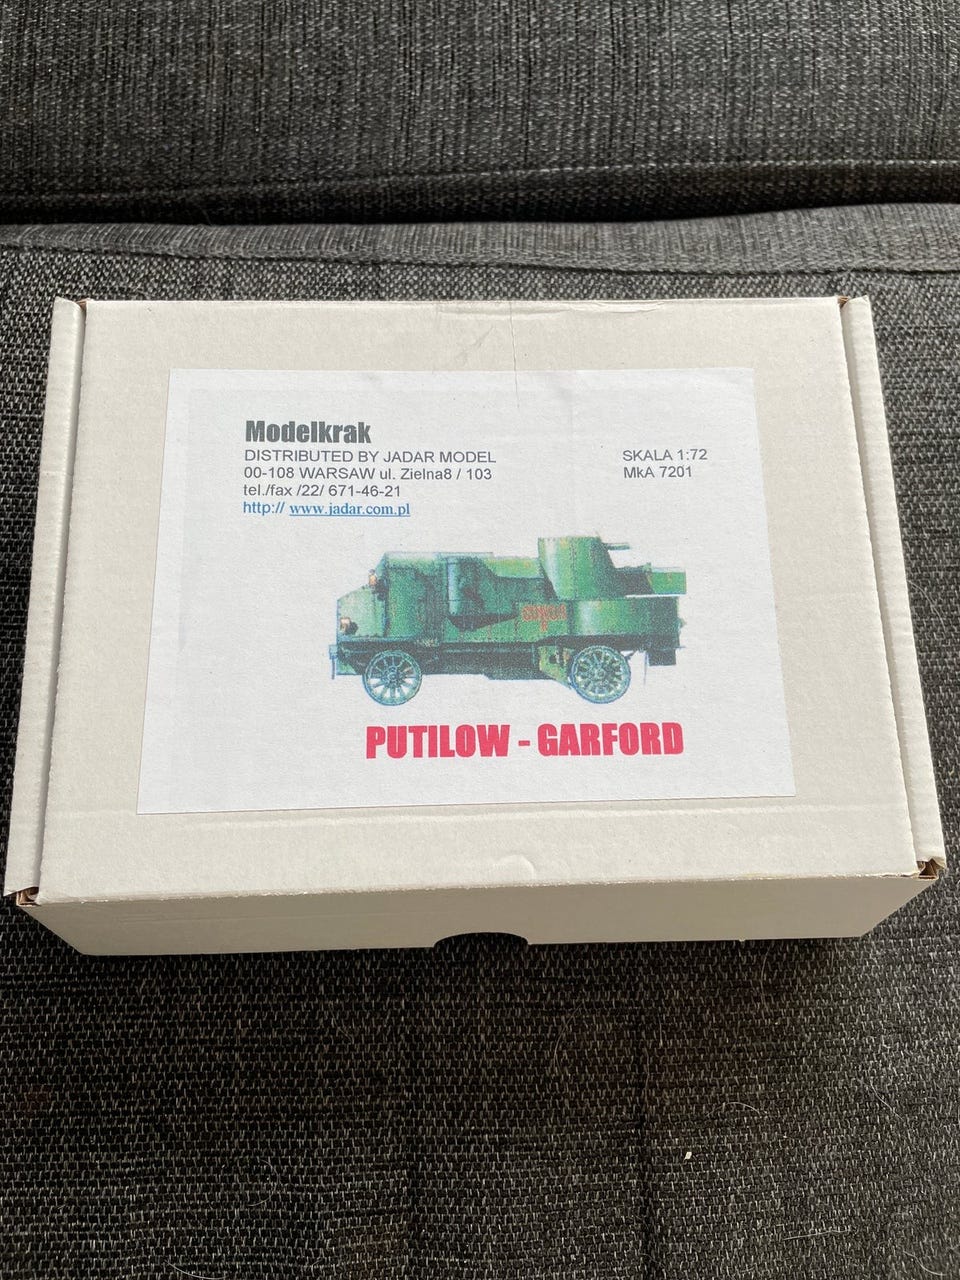 Modelkrak
DISTRIBUTED BY JADAR MODEL
00-108 WARSAW ul. Zielna8 / 103
tel./fax /22/ 671-46-21
http:// www.jadar.com.pl
SKALA 1:72
MkA 7201
PUTILOW - GARFORD